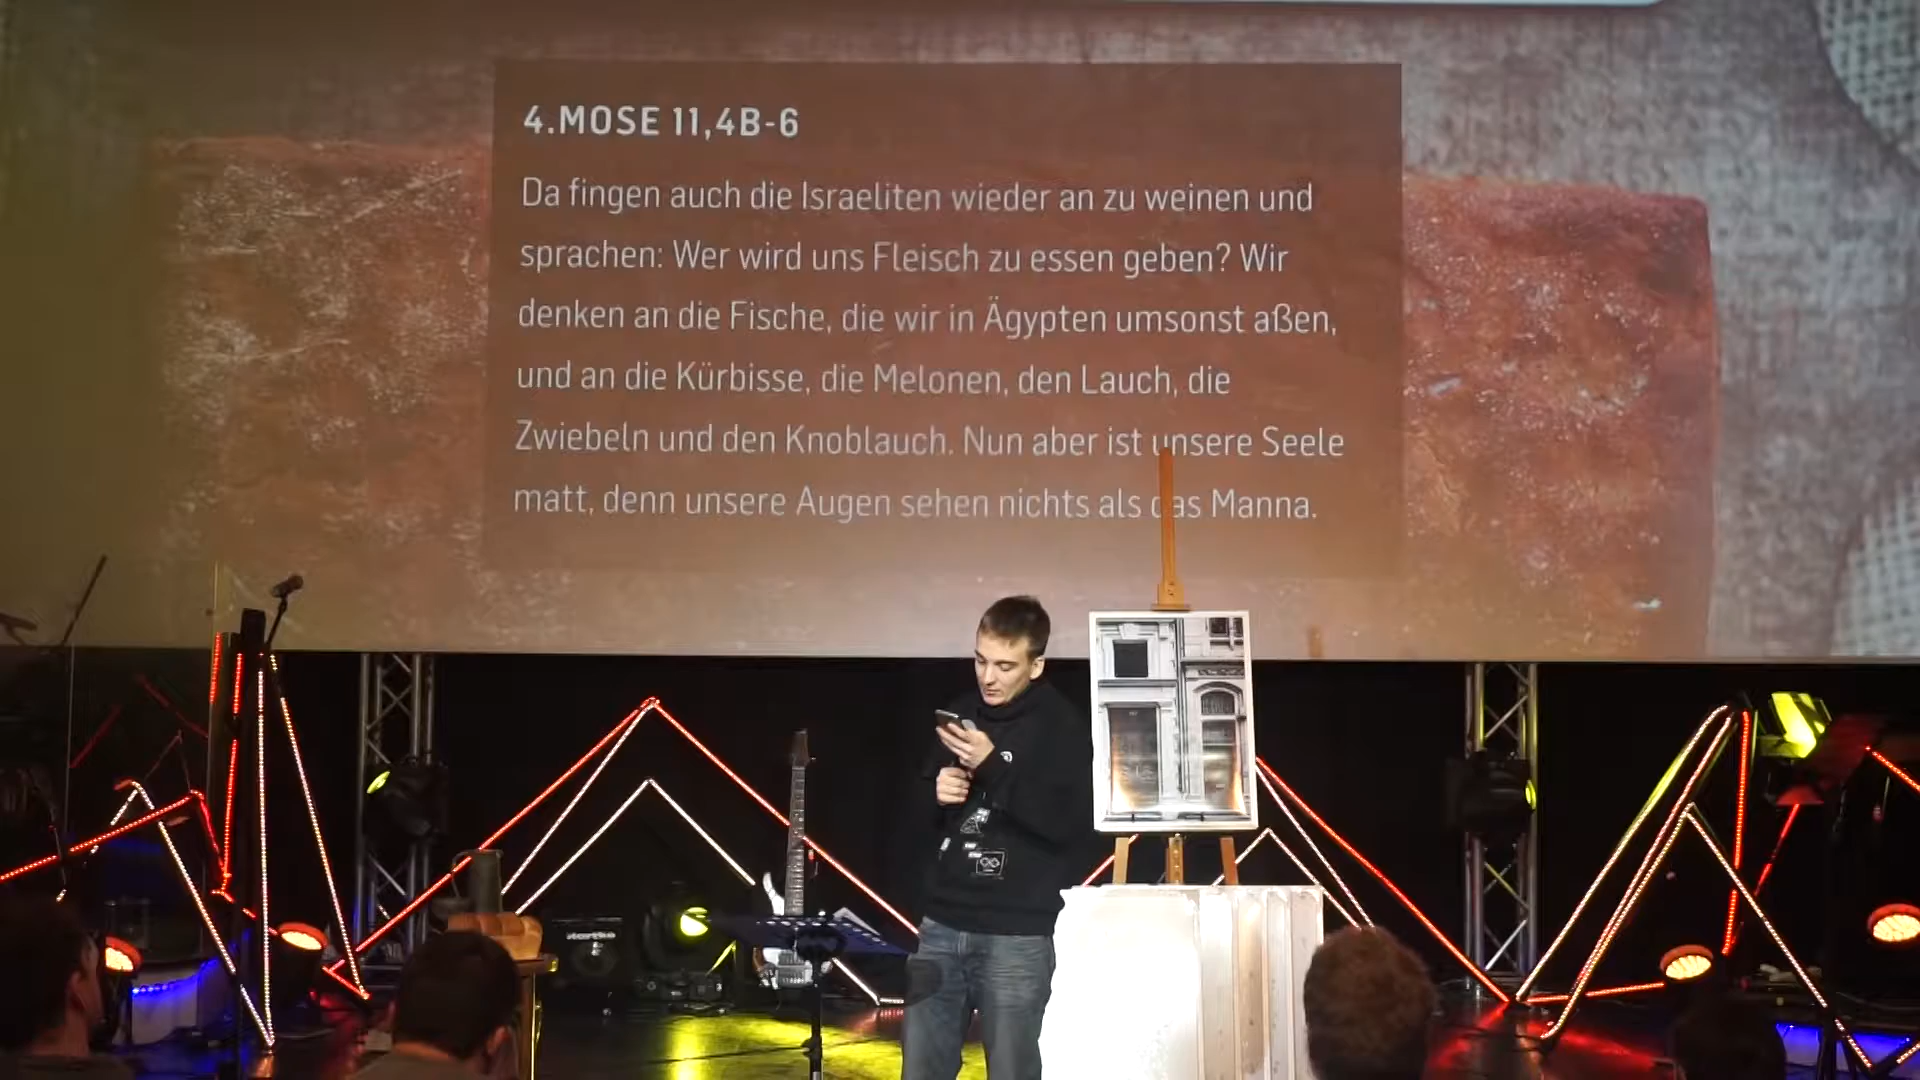 4.MOSE 11,4B-6
Da fingen auch die Israeliten wieder an zu weinen und
sprachen: Wer wird uns Fleisch zu essen geben? Wir
denken an die Fische, die wir in Ägypten umsonst aßen,
und an die Kürbisse, die Melonen, den Lauch, die
Zwiebeln und den Knoblauch. Nun aber ist unsere Seele
matt, denn unsere Augen sehen nichts als das Manna.
Hartke